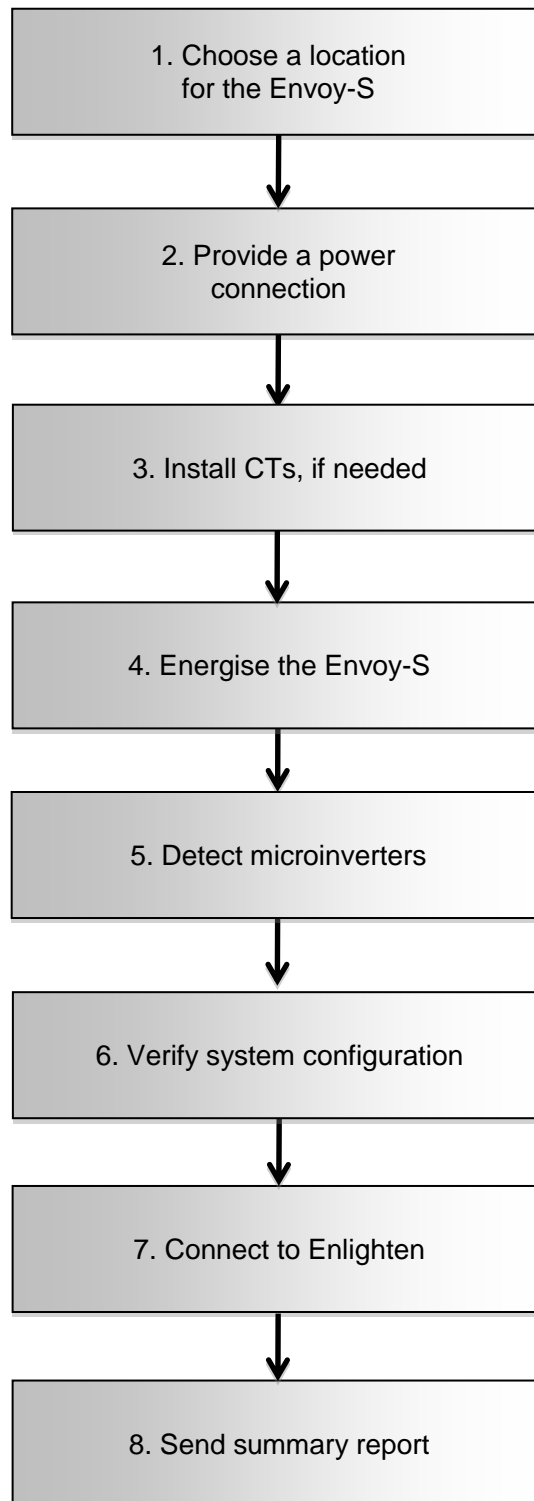 1. Choose a location
for the Envoy-S
2. Provide a power
connection
3. Install CTs, if needed
4. Energise the Envoy-S
5. Detect microinverters
6. Verify system configuration
7. Connect to Enlighten
8. Send summary report